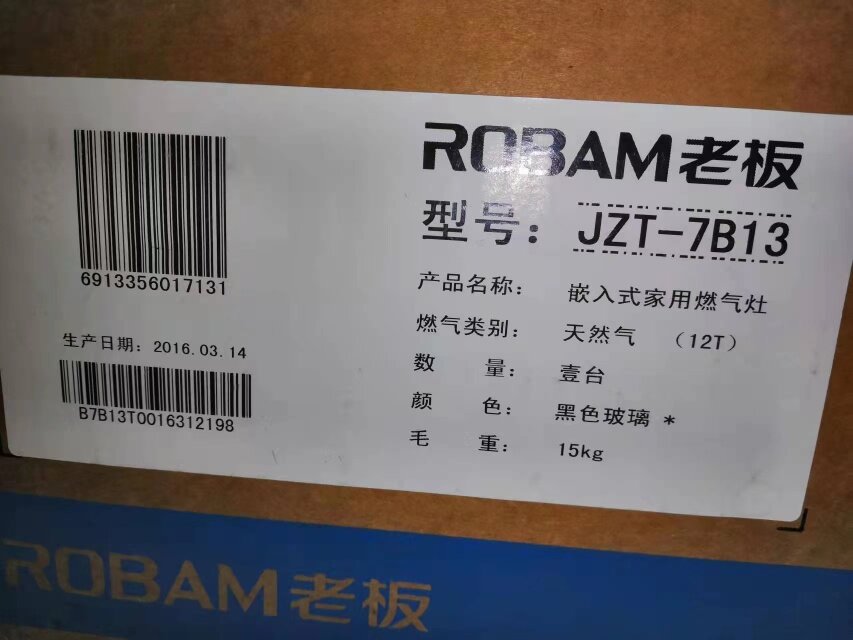 6913356017131
生产日期: 2016.03.14
B7B13T0016312198
ROBAM老板
型号: JZT-7B13
产品名称: 嵌入式家用燃气灶
燃气类别: 天然气 (12T)
数 量: 壹台
颜 色: 黑色玻璃 *
毛 重: 15kg
ROBAM老板